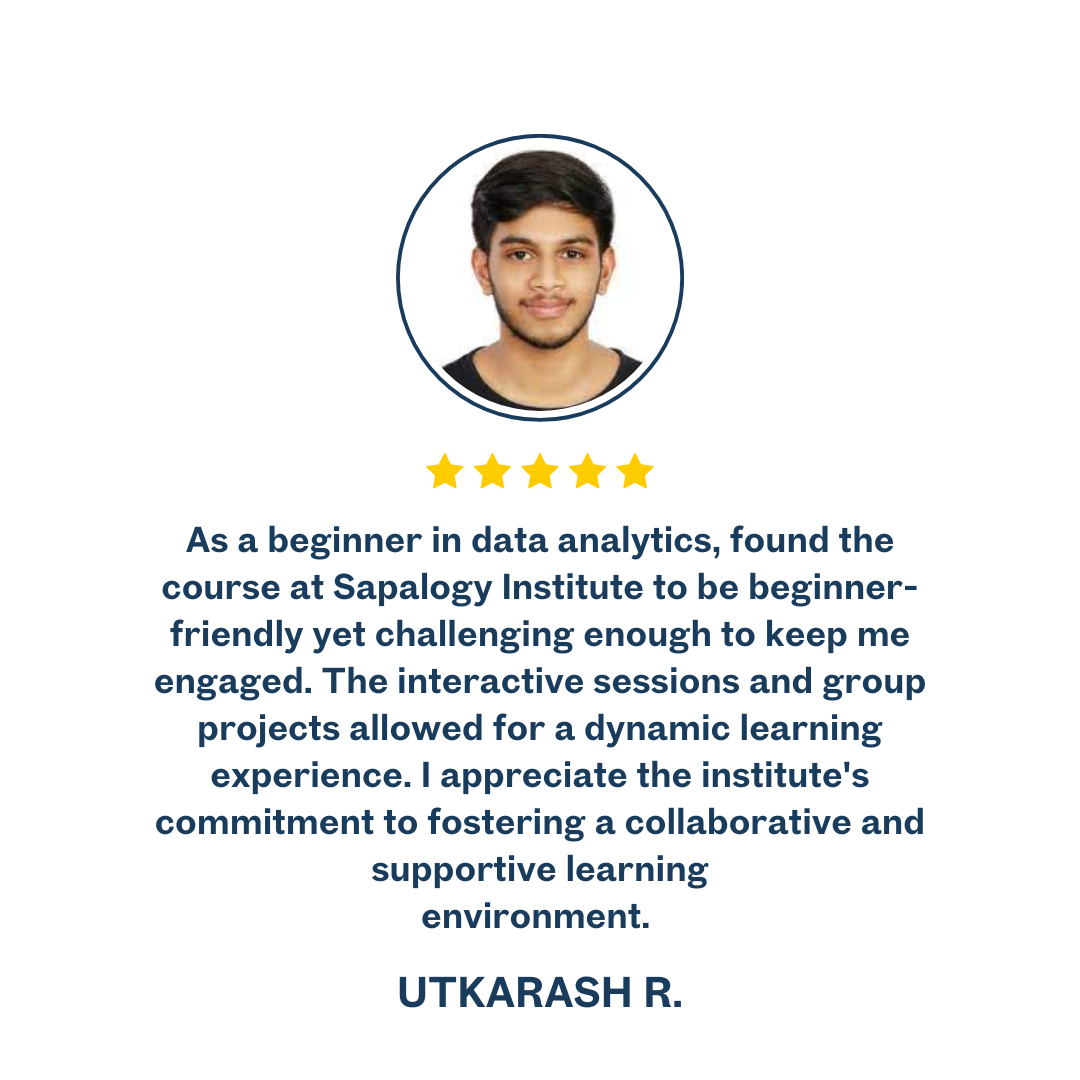 As a beginner in data analytics, found the
course at Sapalogy Institute to be beginner-
friendly yet challenging enough to keep me
engaged. The interactive sessions and group
projects allowed for a dynamic learning
experience. I appreciate the institute's
commitment to fostering a collaborative and
supportive learning
environment.
UTKARASH R.